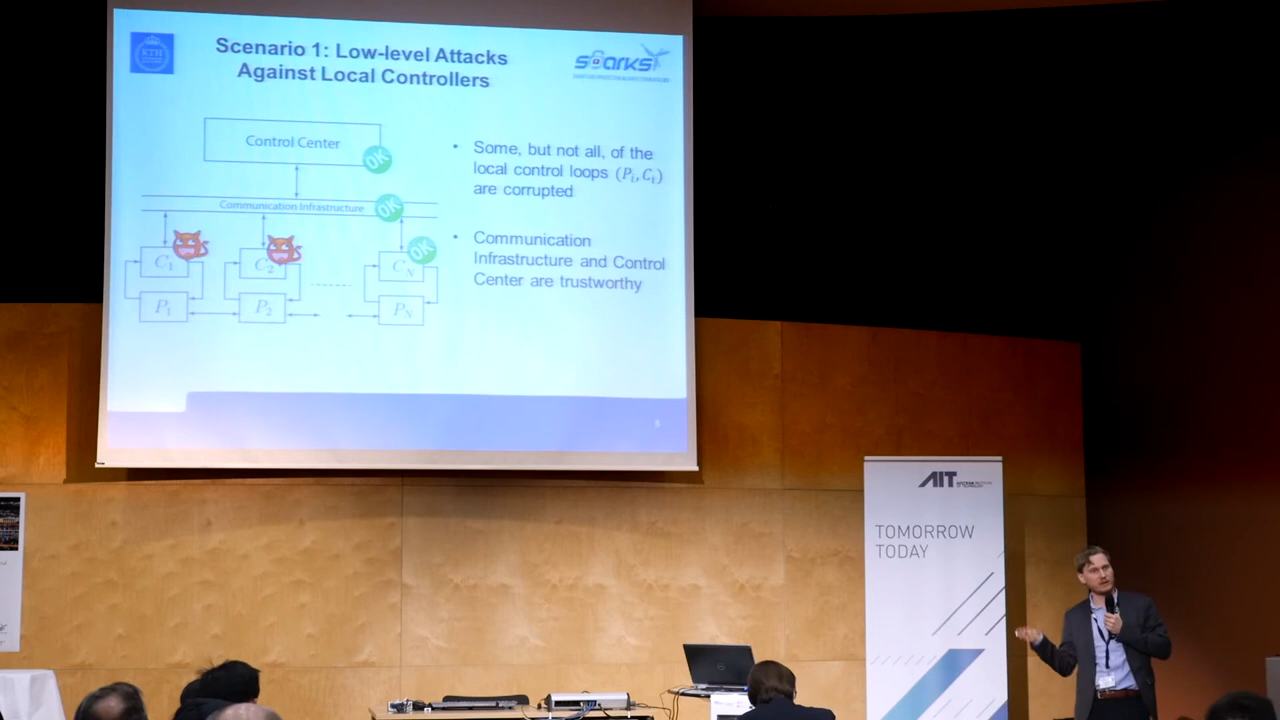 Scenario 1: Low-level Attacks
Against Local Controllers
KTH
sparks
Control Center
OK
Communication Infrastructure
OK
C1
C2
CN
OK
P1
P2
PN
• Some, but not all, of the
local control loops (Pi,Ci)
are corrupted
• Communication
Infrastructure and Control
Center are trustworthy
AIT
TOMORROW
TODAY